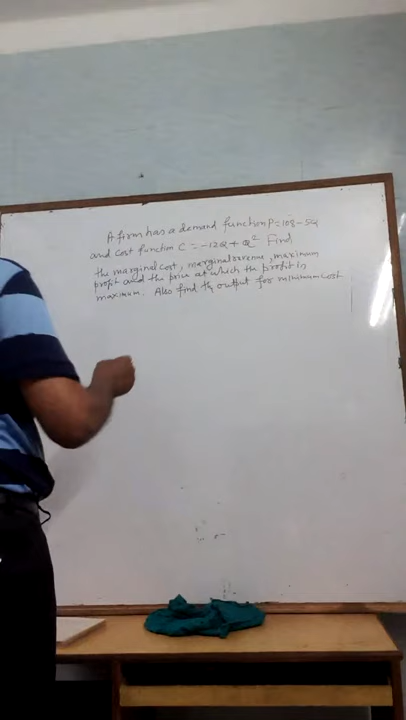 A firm has a demand function P=108-5Q
and cost function C = -12Q + Q² Find
the marginal cost, marginal revenue, maximum
profit and the price at which the profit is
maximum. Also find the output for minimum cost